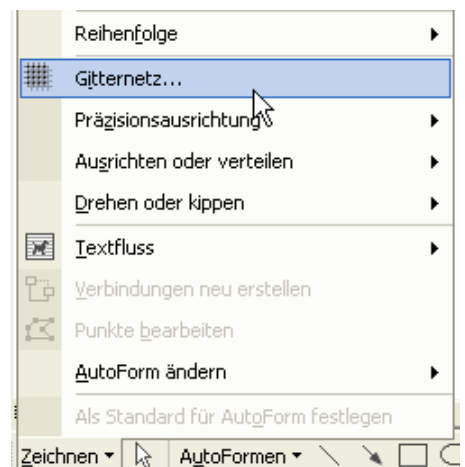 Reihenfolge
Gitternetz...
Präzisionsausrichtung
Ausrichten oder verteilen
Drehen oder kippen
Textfluss
Verbindungen neu erstellen
Punkte bearbeiten
AutoForm ändern
Als Standard für AutoForm festlegen
Zeichnen AutoFormen